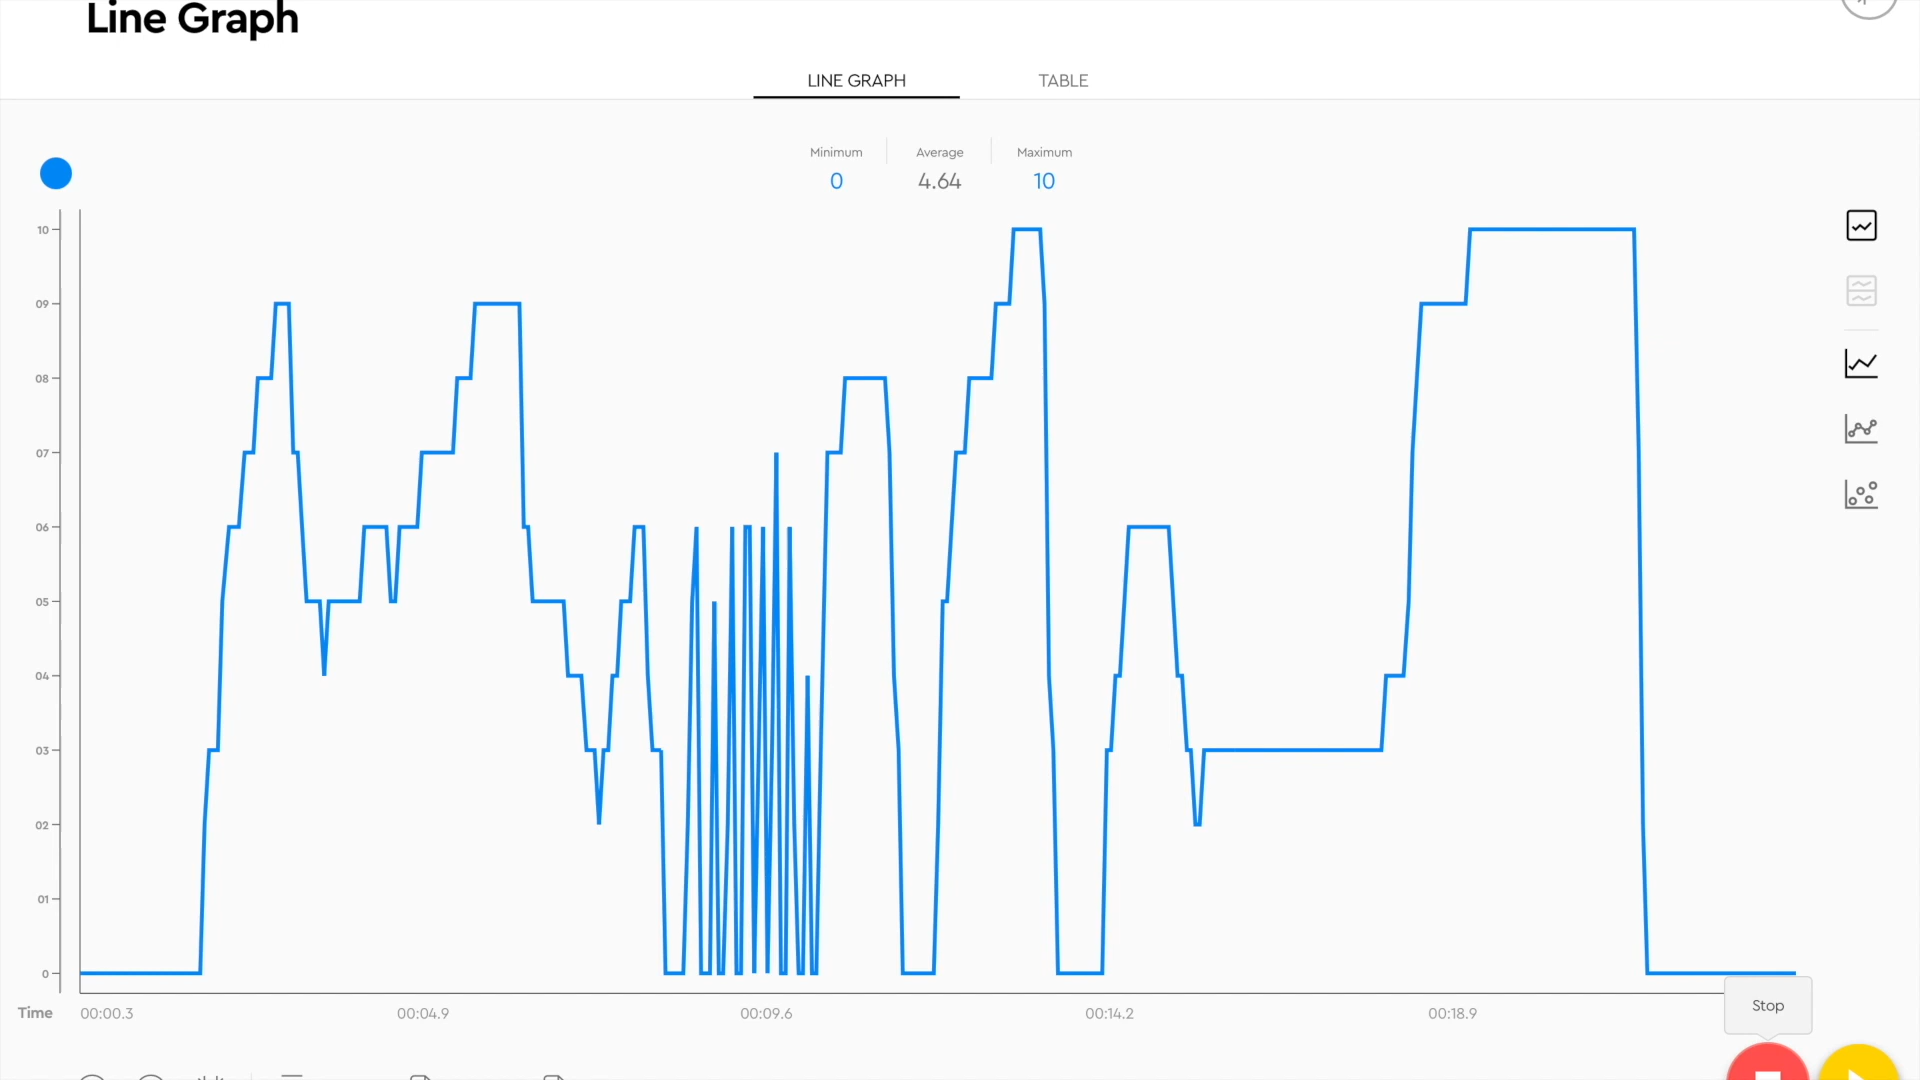 Line Graph
LINE GRAPH TABLE
Minimum Average Maximum
0 4.64 10
10
09
08
07
06
05
04
03
02
01
0
Time 00:00.3 00:04.9 00:09.6 00:14.2 00:18.9
Stop